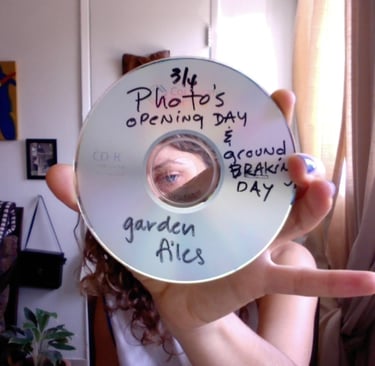 3/4
Photo's
OPENING DAY
&
ground
BRAKIN
DAY
CD-R
garden
files